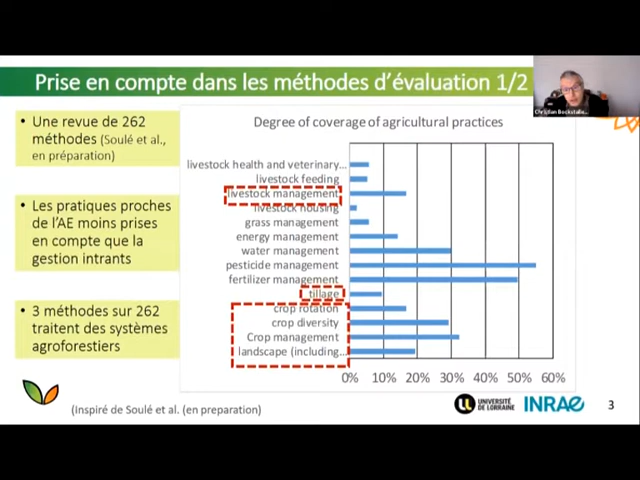 Prise en compte dans les méthodes d'évaluation 1/2
Christian Bockstalle...
• Une revue de 262
méthodes (Soulé et al.,
en préparation)
• Les pratiques proches
de l'AE moins prises
en compte que la
gestion intrants
• 3 méthodes sur 262
traitent des systèmes
agroforestiers
Degree of coverage of agricultural practices
livestock health and veterinary...
livestock feeding
livestock management
livestock housing
grass management
energy management
water management
pesticide management
fertilizer management
tillage
crop rotation
crop diversity
Crop management
landscape (including...
0% 10% 20% 30% 40% 50% 60%
(Inspiré de Soulé et al. (en preparation)
UL
UNIVERSITÉ
DE LORRAINE
INRAE
3